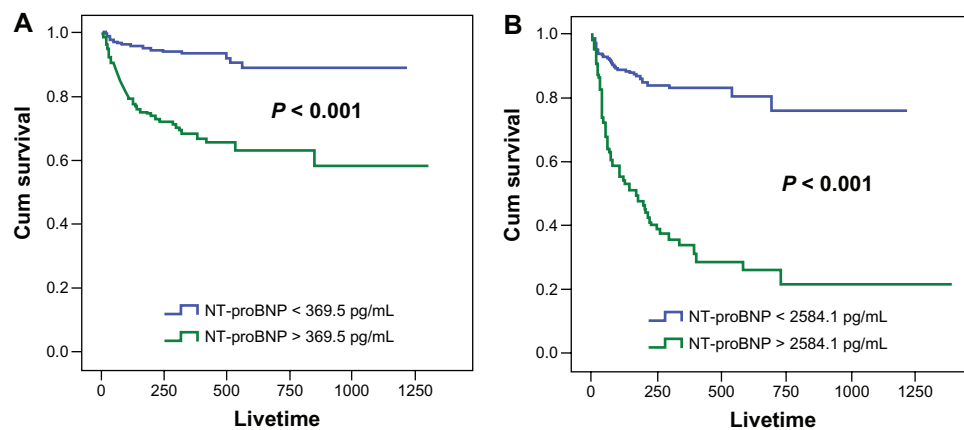 A
Cum survival
1.0
0.8
0.6
0.4
0.2
0.0
P < 0.001
NT-proBNP < 369.5 pg/mL
NT-proBNP > 369.5 pg/mL
0 250 500 750 1000 1250
Livetime
B
Cum survival
1.0
0.8
0.6
0.4
0.2
0.0
P < 0.001
NT-proBNP < 2584.1 pg/mL
NT-proBNP > 2584.1 pg/mL
0 250 500 750 1000 1250
Livetime